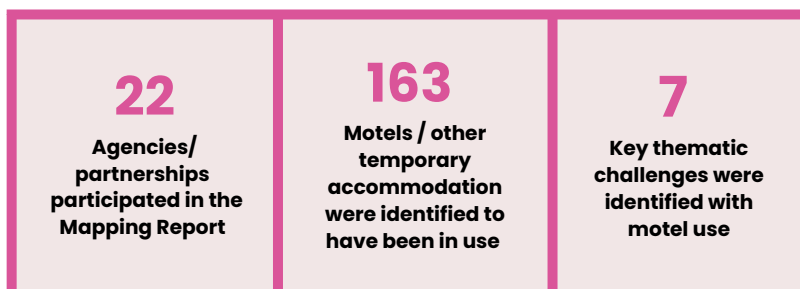 22
Agencies/
partnerships
participated in the
Mapping Report
163
Motels / other
temporary
accommodation
were identified to
have been in use
7
Key thematic
challenges were
identified with
motel use